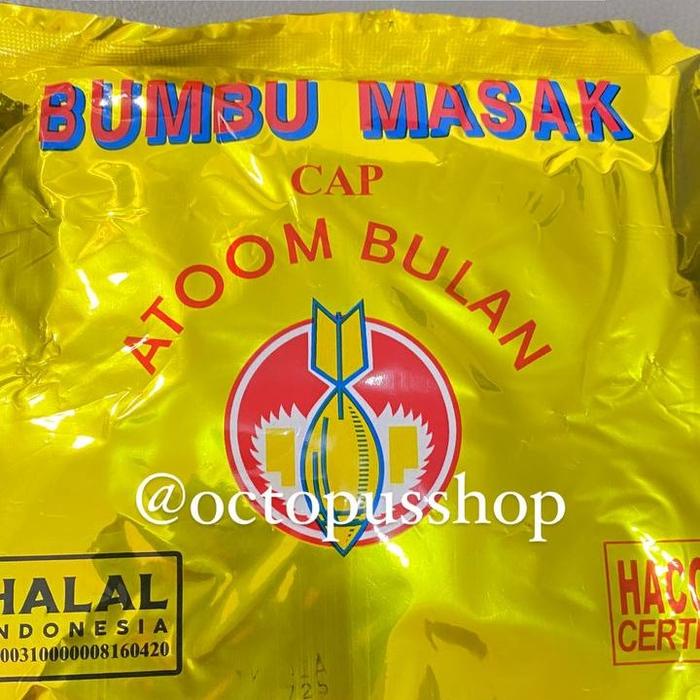 BUMBU MASAK
CAP
ATOOM BULAN
@octopusshop
HALAL
INDONESIA
00310000008160420